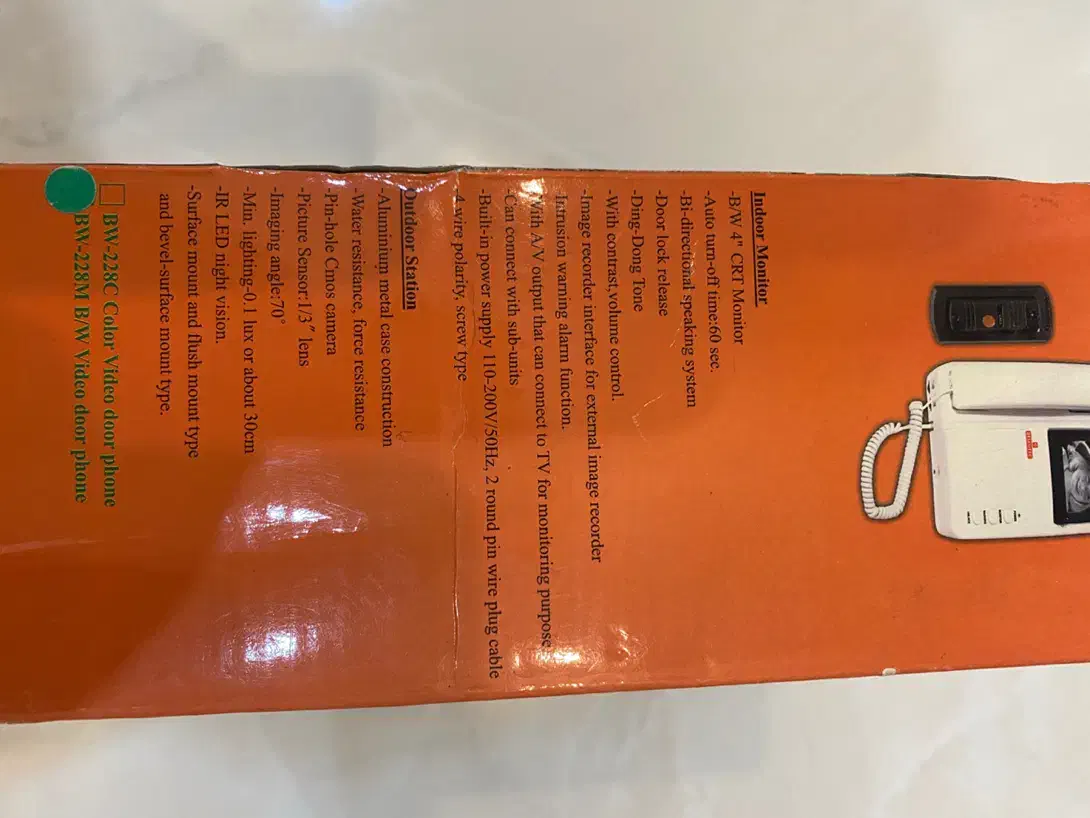 Indoor Monitor
-B/W 4" CRT Monitor
-Auto turn-off time:60 sec.
-Bi-directional speaking system
-Door lock release
-Ding-Dong Tone
-With contrast,volume control.
-Image recorder interface for external image recorder
-Intrusion warning alarm function.
-With A/V output that can connect to TV for monitoring purpose
-Can connect with sub-units
-Built-in power supply 110-200V/50Hz, 2 round pin wire plug cable
-4 wire polarity, screw type
Outdoor Station
-Aluminium metal case construction
-Water resistance, force resistance
-Pin-hole Cmos camera
-Picture Sensor:1/3" lens
-Imaging angle:70°
-Min. lighting-0.1 lux or about 30cm
-IR LED night vision.
-Surface mount and flush mount type
and bevel-surface mount type.
BW-228C Color Video door phone
BW-228M B/W Video door phone